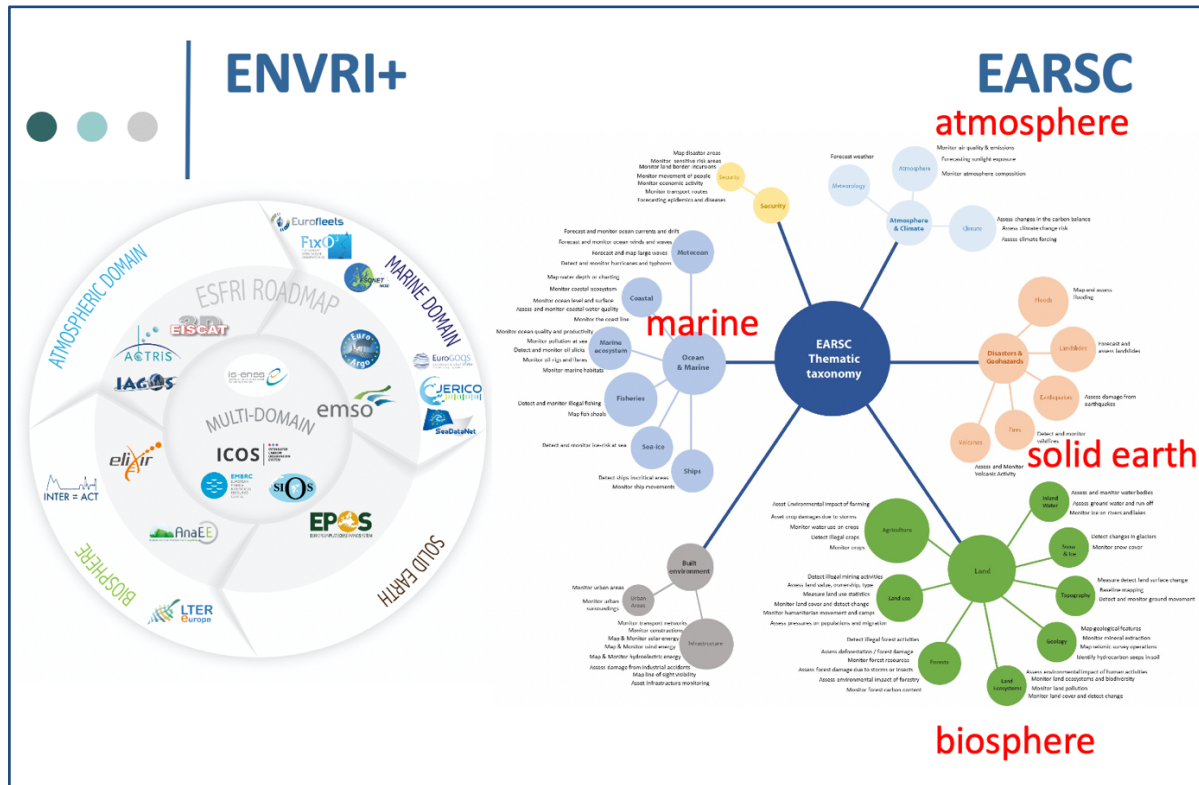 ENVRI+
EARSC
ATMOSPHERIC DOMAIN
MARINE DOMAIN
SOLID EARTH
BIOSPHERE
ESFRI ROADMAP
MULTI-DOMAIN
Eurofleets
FixO³
EuroGOOS
JERICO
SeaDataNet
Euro
Argo
EISCAT
3D
ACTRIS
IAGOS
is-enes
emso
ICOS
EMBRC
SIOS
elixir
INTER = ACT
AnaEE
EPOS
LTER
europe
atmosphere
marine
solid earth
biosphere
EARSC
Thematic
taxonomy
Map disaster areas
Monitor sensitive risk areas
Monitor land border incursions
Monitor movement of people
Monitor economic activity
Monitor transport routes
Forecasting epidemics and diseases
Security
Security
Forecast weather
Meteorology
Atmosphere
Monitor air quality & emissions
Forecasting sunlight exposure
Monitor atmosphere composition
Atmosphere
& Climate
Climate
Assess changes in the carbon balance
Assess climate change risk
Assess climate forcing
Forecast and monitor ocean currents and drift
Forecast and monitor ocean winds and waves
Forecast and map large waves
Detect and monitor hurricans and typhoons
Metocean
Map water depth or charting
Monitor coastal ecosystem
Monitor ocean level and surface
Assess and monitor coastal water quality
Monitor the coast line
Coastal
Monitor ocean quality and productivity
Monitor pollution at sea
Detect and monitor oil slicks
Monitor oil rigs and flares
Monitor marine habitats
Marine
ecosystem
Ocean
& Marine
Detect and monitor illegal fishing
Map fish shoals
Fisheries
Detect and monitor ice-risk at sea
Sea-ice
Detect ships in critical areas
Monitor ship movements
Ships
Floods
Map and assess
flooding
Landslides
Forecast and
assess landslides
Disasters &
Geohazards
Earthquakes
Assess damage from
earthquakes
Fires
Detect and monitor
wildfires
Volcanoes
Assess and Monitor
Volcanic Activity
Built
environment
Monitor urban areas
Monitor urban
surroundings
Urban
Areas
Monitor transport networks
Monitor constructions
Map & Monitor solar energy
Map & Monitor wind energy
Map & Monitor hydroelectric energy
Assess damage from industrial accidents
Map line of sight visibility
Asset infrastructure monitoring
Infrastructure
Asset Environmental impact of farming
Asset crop damages due to storms
Monitor water use on crops
Detect illegal crops
Monitor crops
Agriculture
Detect illegal mining activities
Assess land value, ownership, type
Measure land use statistics
Monitor land cover and detect change
Monitor humanitarian movement and camps
Assess pressures on populations and migration
Land use
Detect illegal forest activities
Assess deforestation / forest damage
Monitor forest resources
Assess forest damage due to storms or insects
Assess environmental impact of forestry
Monitor forest carbon content
Forests
Land
Inland
Water
Assess and monitor water bodies
Assess ground water and run off
Monitor ice on rivers and lakes
Snow
& Ice
Detect changes in glaciers
Monitor snow cover
Topography
Measure detect land surface change
Baseline mapping
Detect and monitor ground movement
Geology
Map geological features
Monitor mineral extraction
Map seismic survey operations
Identify hydrocarbon seeps in soil
Land
Ecosystems
Assess environmental impact of human activities
Monitor land ecosystems and biodiversity
Monitor land pollution
Monitor land cover and detect change